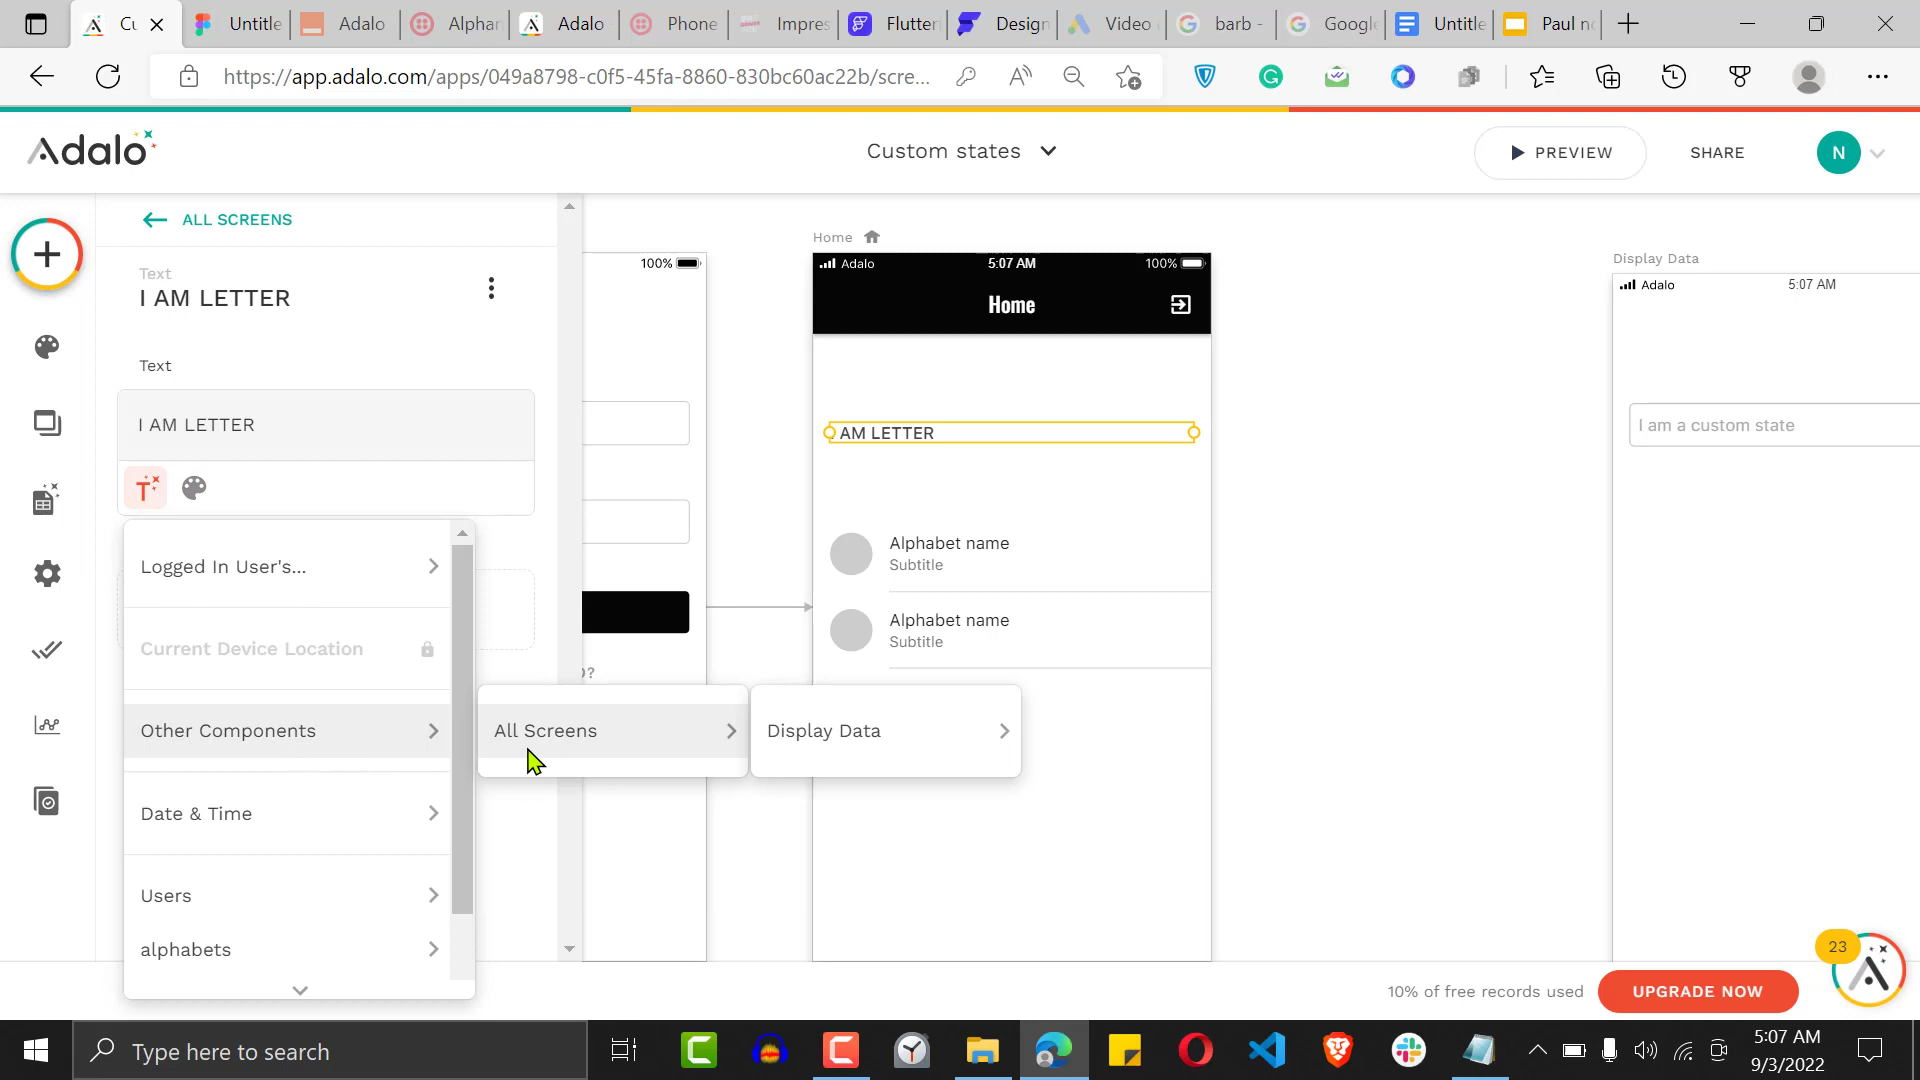 Cu
Untitle
Adalo
Alphar
Adalo
Phone
Impres
Flutter
Design
Video
barb -
Google
Untitle
Paul no
https://app.adalo.com/apps/049a8798-c0f5-45fa-8860-830bc60ac22b/scre...
Adalo
Custom states
PREVIEW
SHARE
N
ALL SCREENS
Text
I AM LETTER
Text
I AM LETTER
Logged In User's...
Current Device Location
Other Components
Date & Time
Users
alphabets
All Screens
Display Data
100%
?
Home
Adalo
5:07 AM
100%
Home
AM LETTER
Alphabet name
Subtitle
Alphabet name
Subtitle
Display Data
Adalo
5:07 AM
I am a custom state
23
10% of free records used
UPGRADE NOW
Type here to search
5:07 AM
9/3/2022